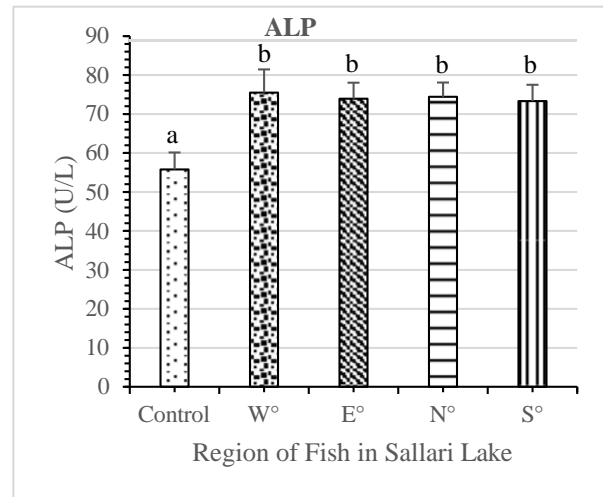 ALP
90
80
70
60
50
40
30
20
10
0
ALP (U/L)
a
b
b
b
b
Control W° E° N° S°
Region of Fish in Sallari Lake